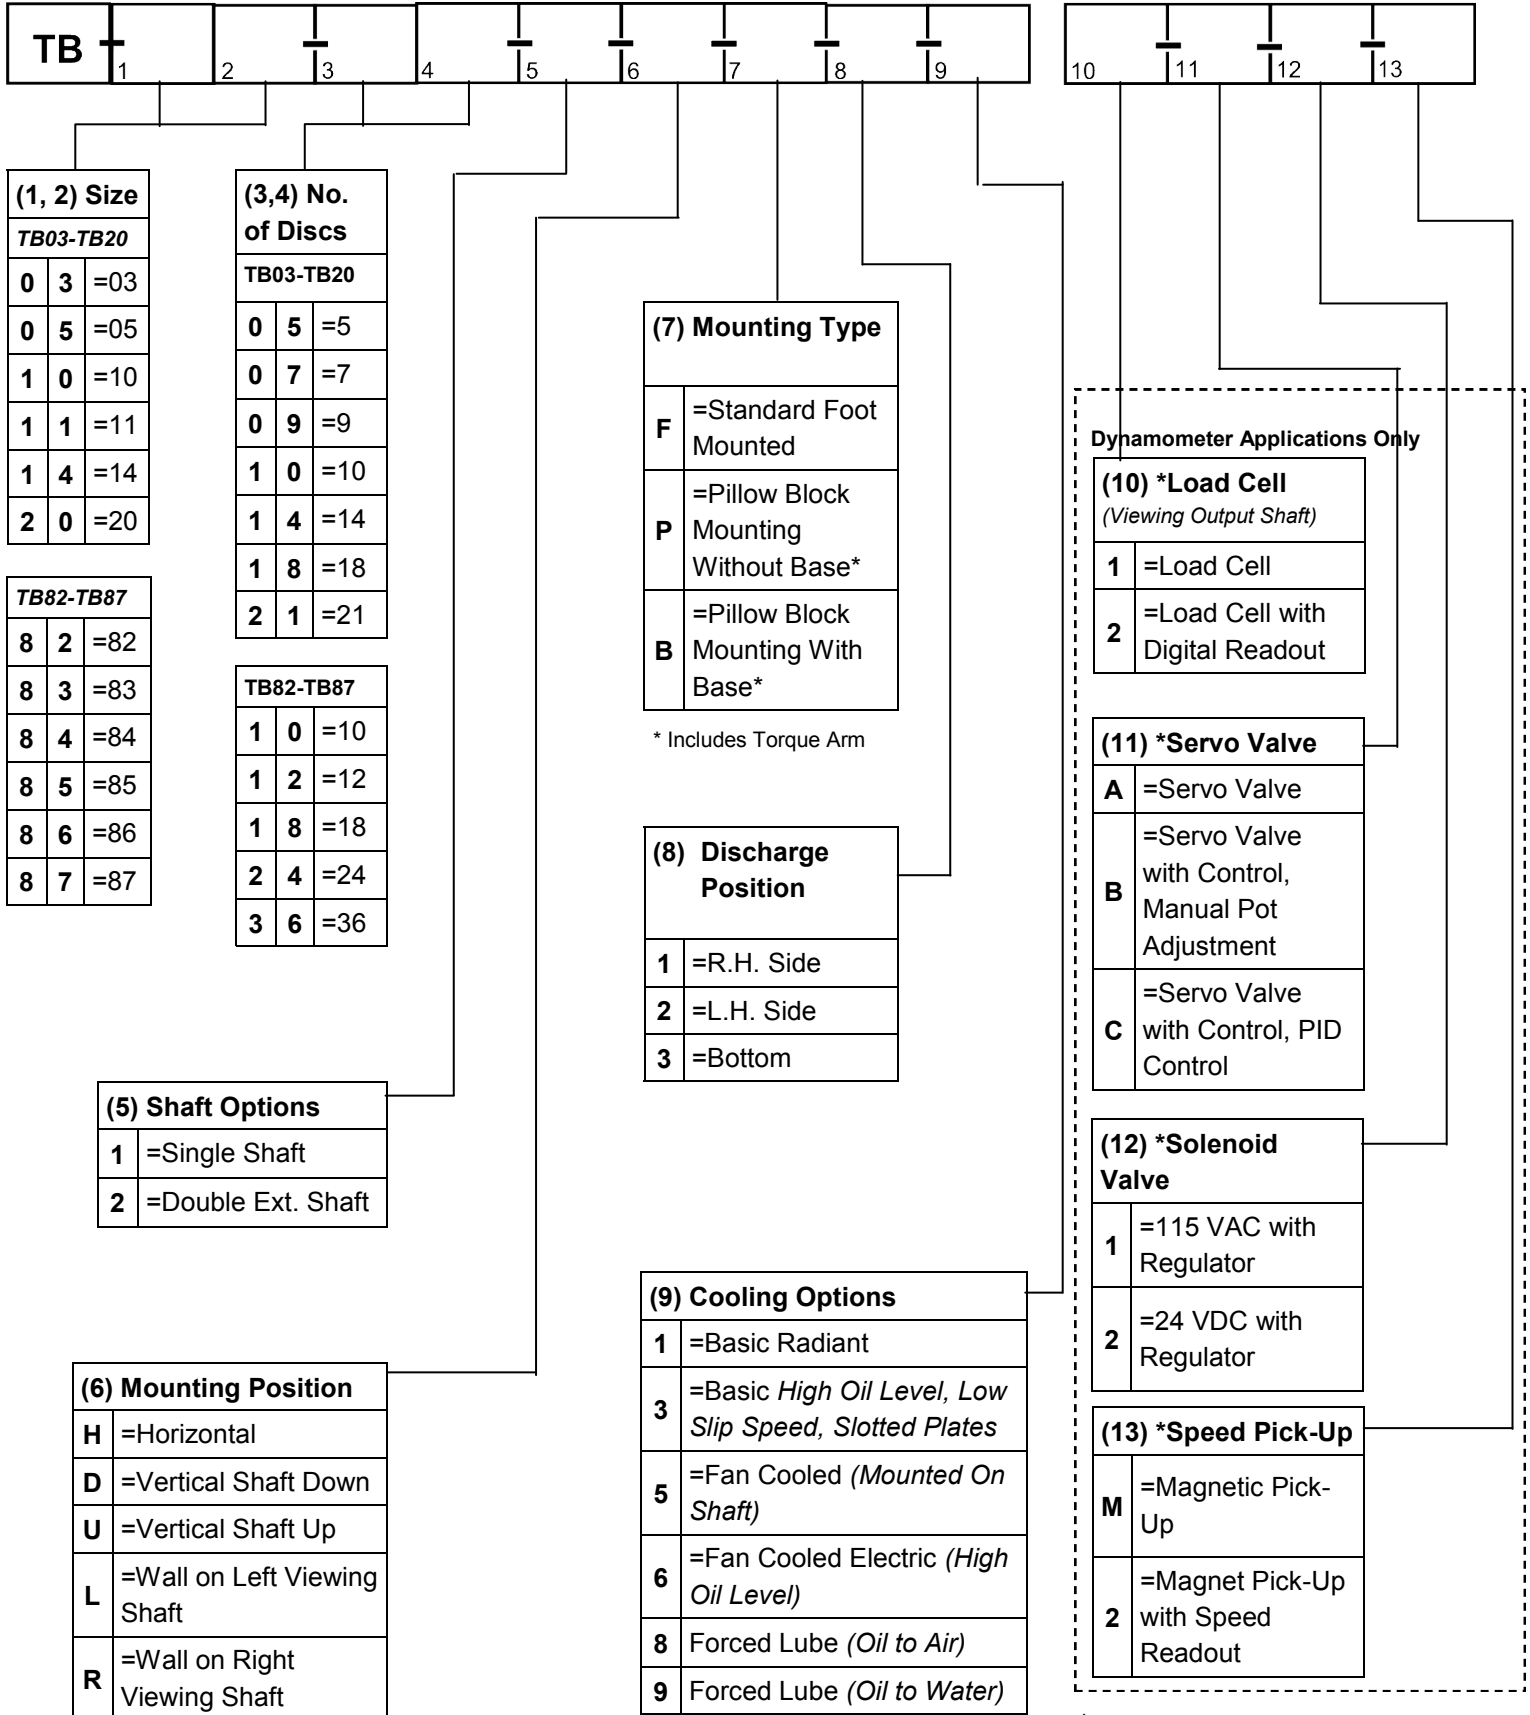 TB
1 2 3 4 5 6 7 8 9 10 11 12 13
(1, 2) Size
TB03-TB20
0 3 =03
0 5 =05
1 0 =10
1 1 =11
1 4 =14
2 0 =20
TB82-TB87
8 2 =82
8 3 =83
8 4 =84
8 5 =85
8 6 =86
8 7 =87
(3,4) No.
of Discs
TB03-TB20
0 5 =5
0 7 =7
0 9 =9
1 0 =10
1 4 =14
1 8 =18
2 1 =21
TB82-TB87
1 0 =10
1 2 =12
1 8 =18
2 4 =24
3 6 =36
(5) Shaft Options
1 =Single Shaft
2 =Double Ext. Shaft
(6) Mounting Position
H =Horizontal
D =Vertical Shaft Down
U =Vertical Shaft Up
L =Wall on Left Viewing
Shaft
R =Wall on Right
Viewing Shaft
(7) Mounting Type
F =Standard Foot
Mounted
P =Pillow Block
Mounting
Without Base*
B =Pillow Block
Mounting With
Base*
* Includes Torque Arm
(8) Discharge
Position
1 =R.H. Side
2 =L.H. Side
3 =Bottom
(9) Cooling Options
1 =Basic Radiant
3 =Basic High Oil Level, Low
Slip Speed, Slotted Plates
5 =Fan Cooled (Mounted On
Shaft)
6 =Fan Cooled Electric (High
Oil Level)
8 Forced Lube (Oil to Air)
9 Forced Lube (Oil to Water)
Dynamometer Applications Only
(10) *Load Cell
(Viewing Output Shaft)
1 =Load Cell
2 =Load Cell with
Digital Readout
(11) *Servo Valve
A =Servo Valve
B =Servo Valve
with Control,
Manual Pot
Adjustment
C =Servo Valve
with Control, PID
Control
(12) *Solenoid
Valve
1 =115 VAC with
Regulator
2 =24 VDC with
Regulator
(13) *Speed Pick-Up
M =Magnetic Pick-
Up
2 =Magnet Pick-Up
with Speed
Readout